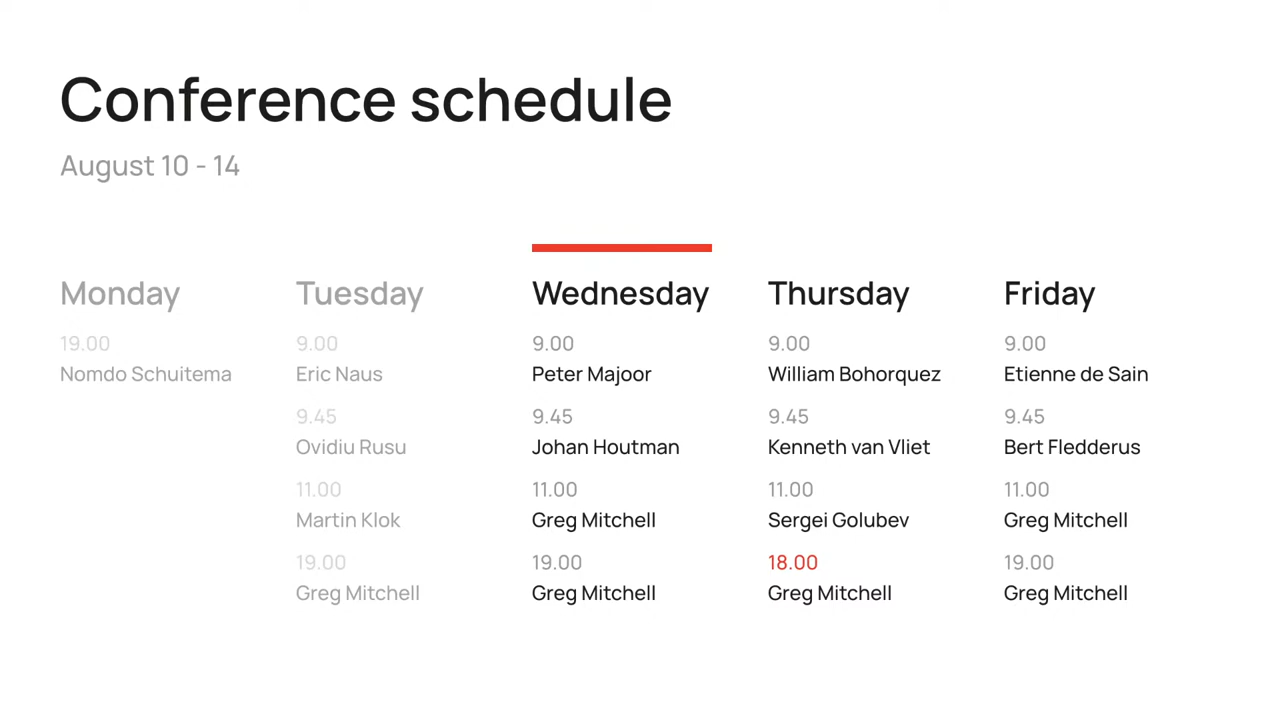 Conference schedule
August 10 - 14
Monday
19.00
Nomdo Schuitema
Tuesday
9.00
Eric Naus
9.45
Ovidiu Rusu
11.00
Martin Klok
19.00
Greg Mitchell
Wednesday
9.00
Peter Majoor
9.45
Johan Houtman
11.00
Greg Mitchell
19.00
Greg Mitchell
Thursday
9.00
William Bohorquez
9.45
Kenneth van Vliet
11.00
Sergei Golubev
18.00
Greg Mitchell
Friday
9.00
Etienne de Sain
9.45
Bert Fledderus
11.00
Greg Mitchell
19.00
Greg Mitchell